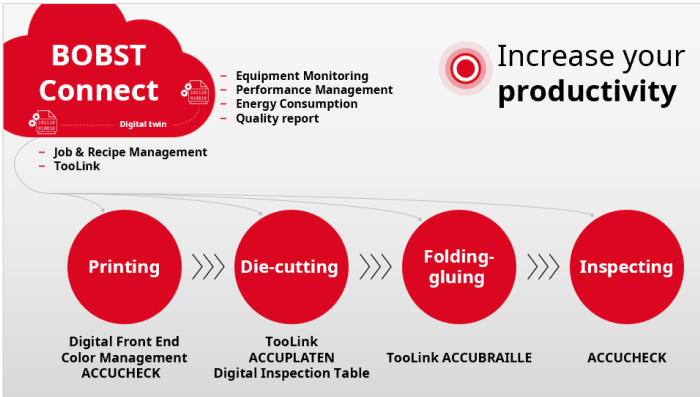 BOBST
Connect
Digital twin
– Equipment Monitoring
– Performance Management
– Energy Consumption
– Quality report
Increase your
productivity
– Job & Recipe Management
– TooLink
Printing
Die-cutting
Folding-
gluing
Inspecting
Digital Front End
Color Management
ACCUCHECK
TooLink
ACCUPLATEN
Digital Inspection Table
TooLink ACCUBRAILLE
ACCUCHECK